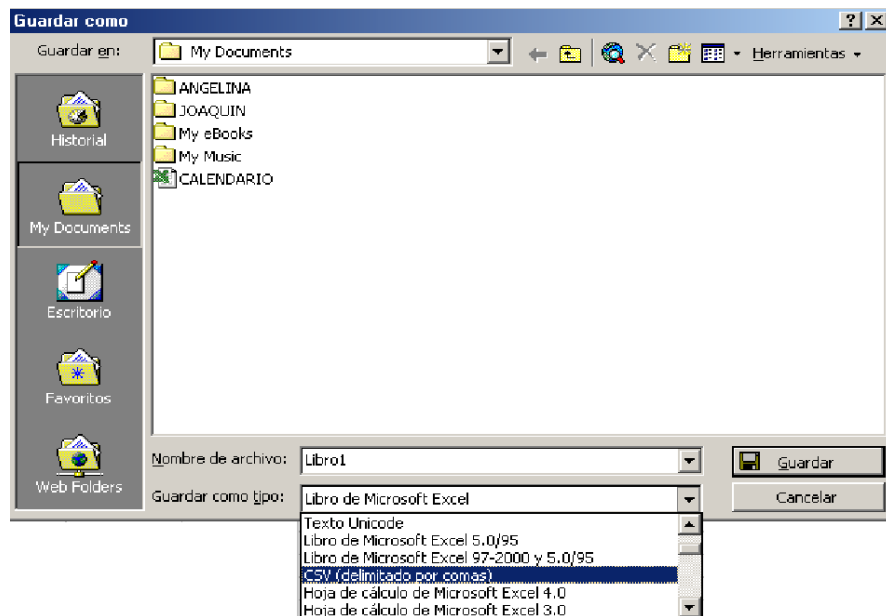 Guardar como
Guardar en:
My Documents
Herramientas
Historial
My Documents
Escritorio
Favoritos
Web Folders
ANGELINA
JOAQUIN
My eBooks
My Music
CALENDARIO
Nombre de archivo:
Libro1
Guardar
Guardar como tipo:
Libro de Microsoft Excel
Cancelar
Texto Unicode
Libro de Microsoft Excel 5.0/95
Libro de Microsoft Excel 97-2000 y 5.0/95
CSV (delimitado por comas)
Hoja de cálculo de Microsoft Excel 4.0
Hoja de cálculo de Microsoft Excel 3.0